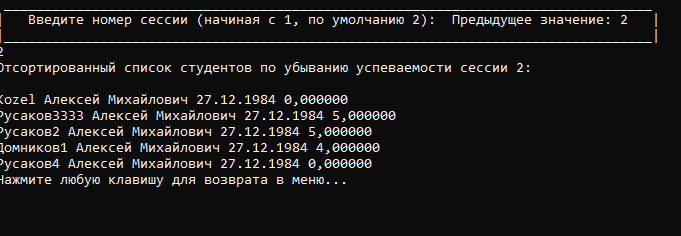 Введите номер сессии (начиная с 1, по умолчанию 2):  Предыдущее значение: 2
2
Отсортированный список студентов по убыванию успеваемости сессии 2:
Kozel Алексей Михайлович 27.12.1984 0,000000
Русаков3333 Алексей Михайлович 27.12.1984 5,000000
Русаков2 Алексей Михайлович 27.12.1984 5,000000
Домников1 Алексей Михайлович 27.12.1984 4,000000
Русаков4 Алексей Михайлович 27.12.1984 0,000000
Нажмите любую клавишу для возврата в меню...